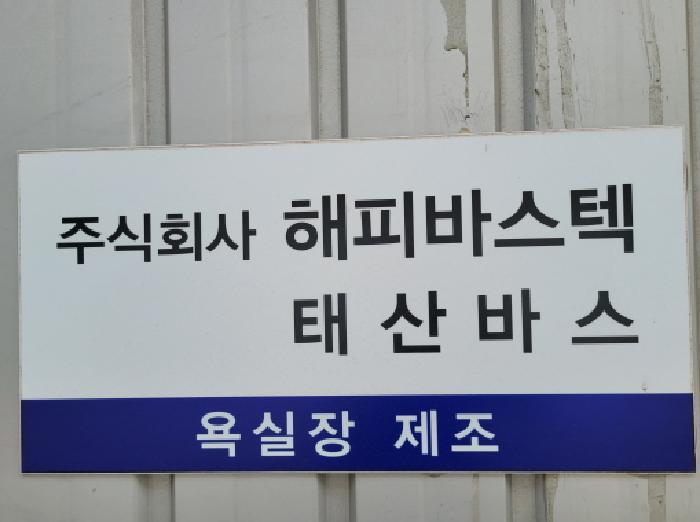 주식회사 해피바스텍
태산바스
욕실장 제조